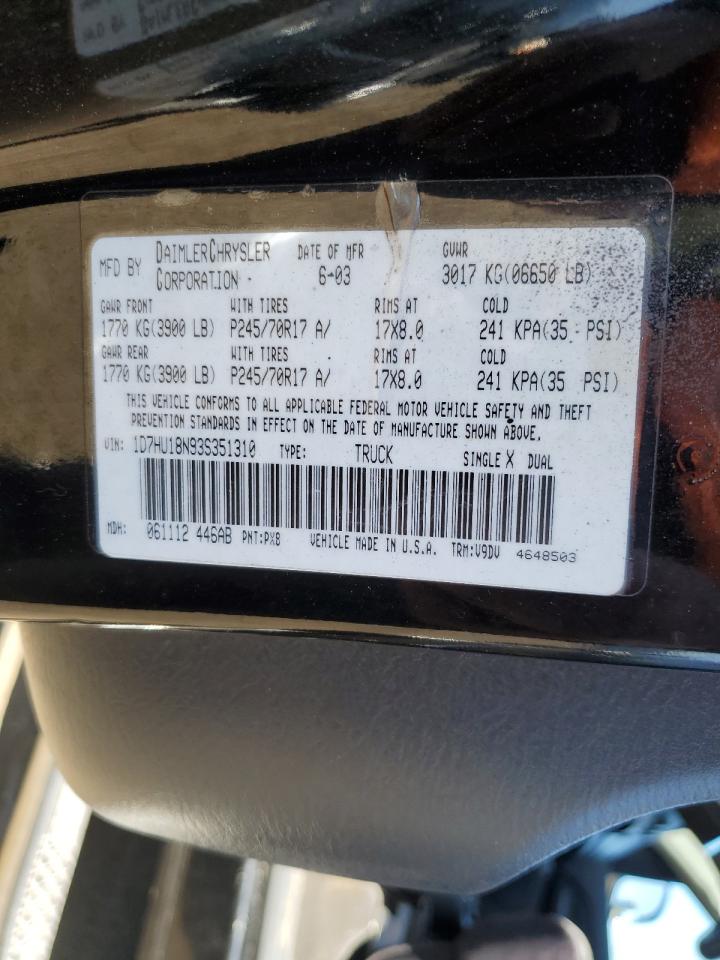 MFD BY DAIMLERCHRYSLER CORPORATION DATE OF MFR 6-03 GVWR 3017 KG(06650 LB)
GAWR FRONT WITH TIRES RIMS AT COLD
1770 KG(3900 LB) P245/70R17 A/ 17X8.0 241 KPA(35 PSI)
GAWR REAR WITH TIRES RIMS AT COLD
1770 KG(3900 LB) P245/70R17 A/ 17X8.0 241 KPA(35 PSI)
THIS VEHICLE CONFORMS TO ALL APPLICABLE FEDERAL MOTOR VEHICLE SAFETY AND THEFT
PREVENTION STANDARDS IN EFFECT ON THE DATE OF MANUFACTURE SHOWN ABOVE.
VIN: 1D7HU18N93S351310 TYPE: TRUCK SINGLE X DUAL
MDH: 061112 446AB PNT:PX8 VEHICLE MADE IN U.S.A. TRM:V9DV 4648503